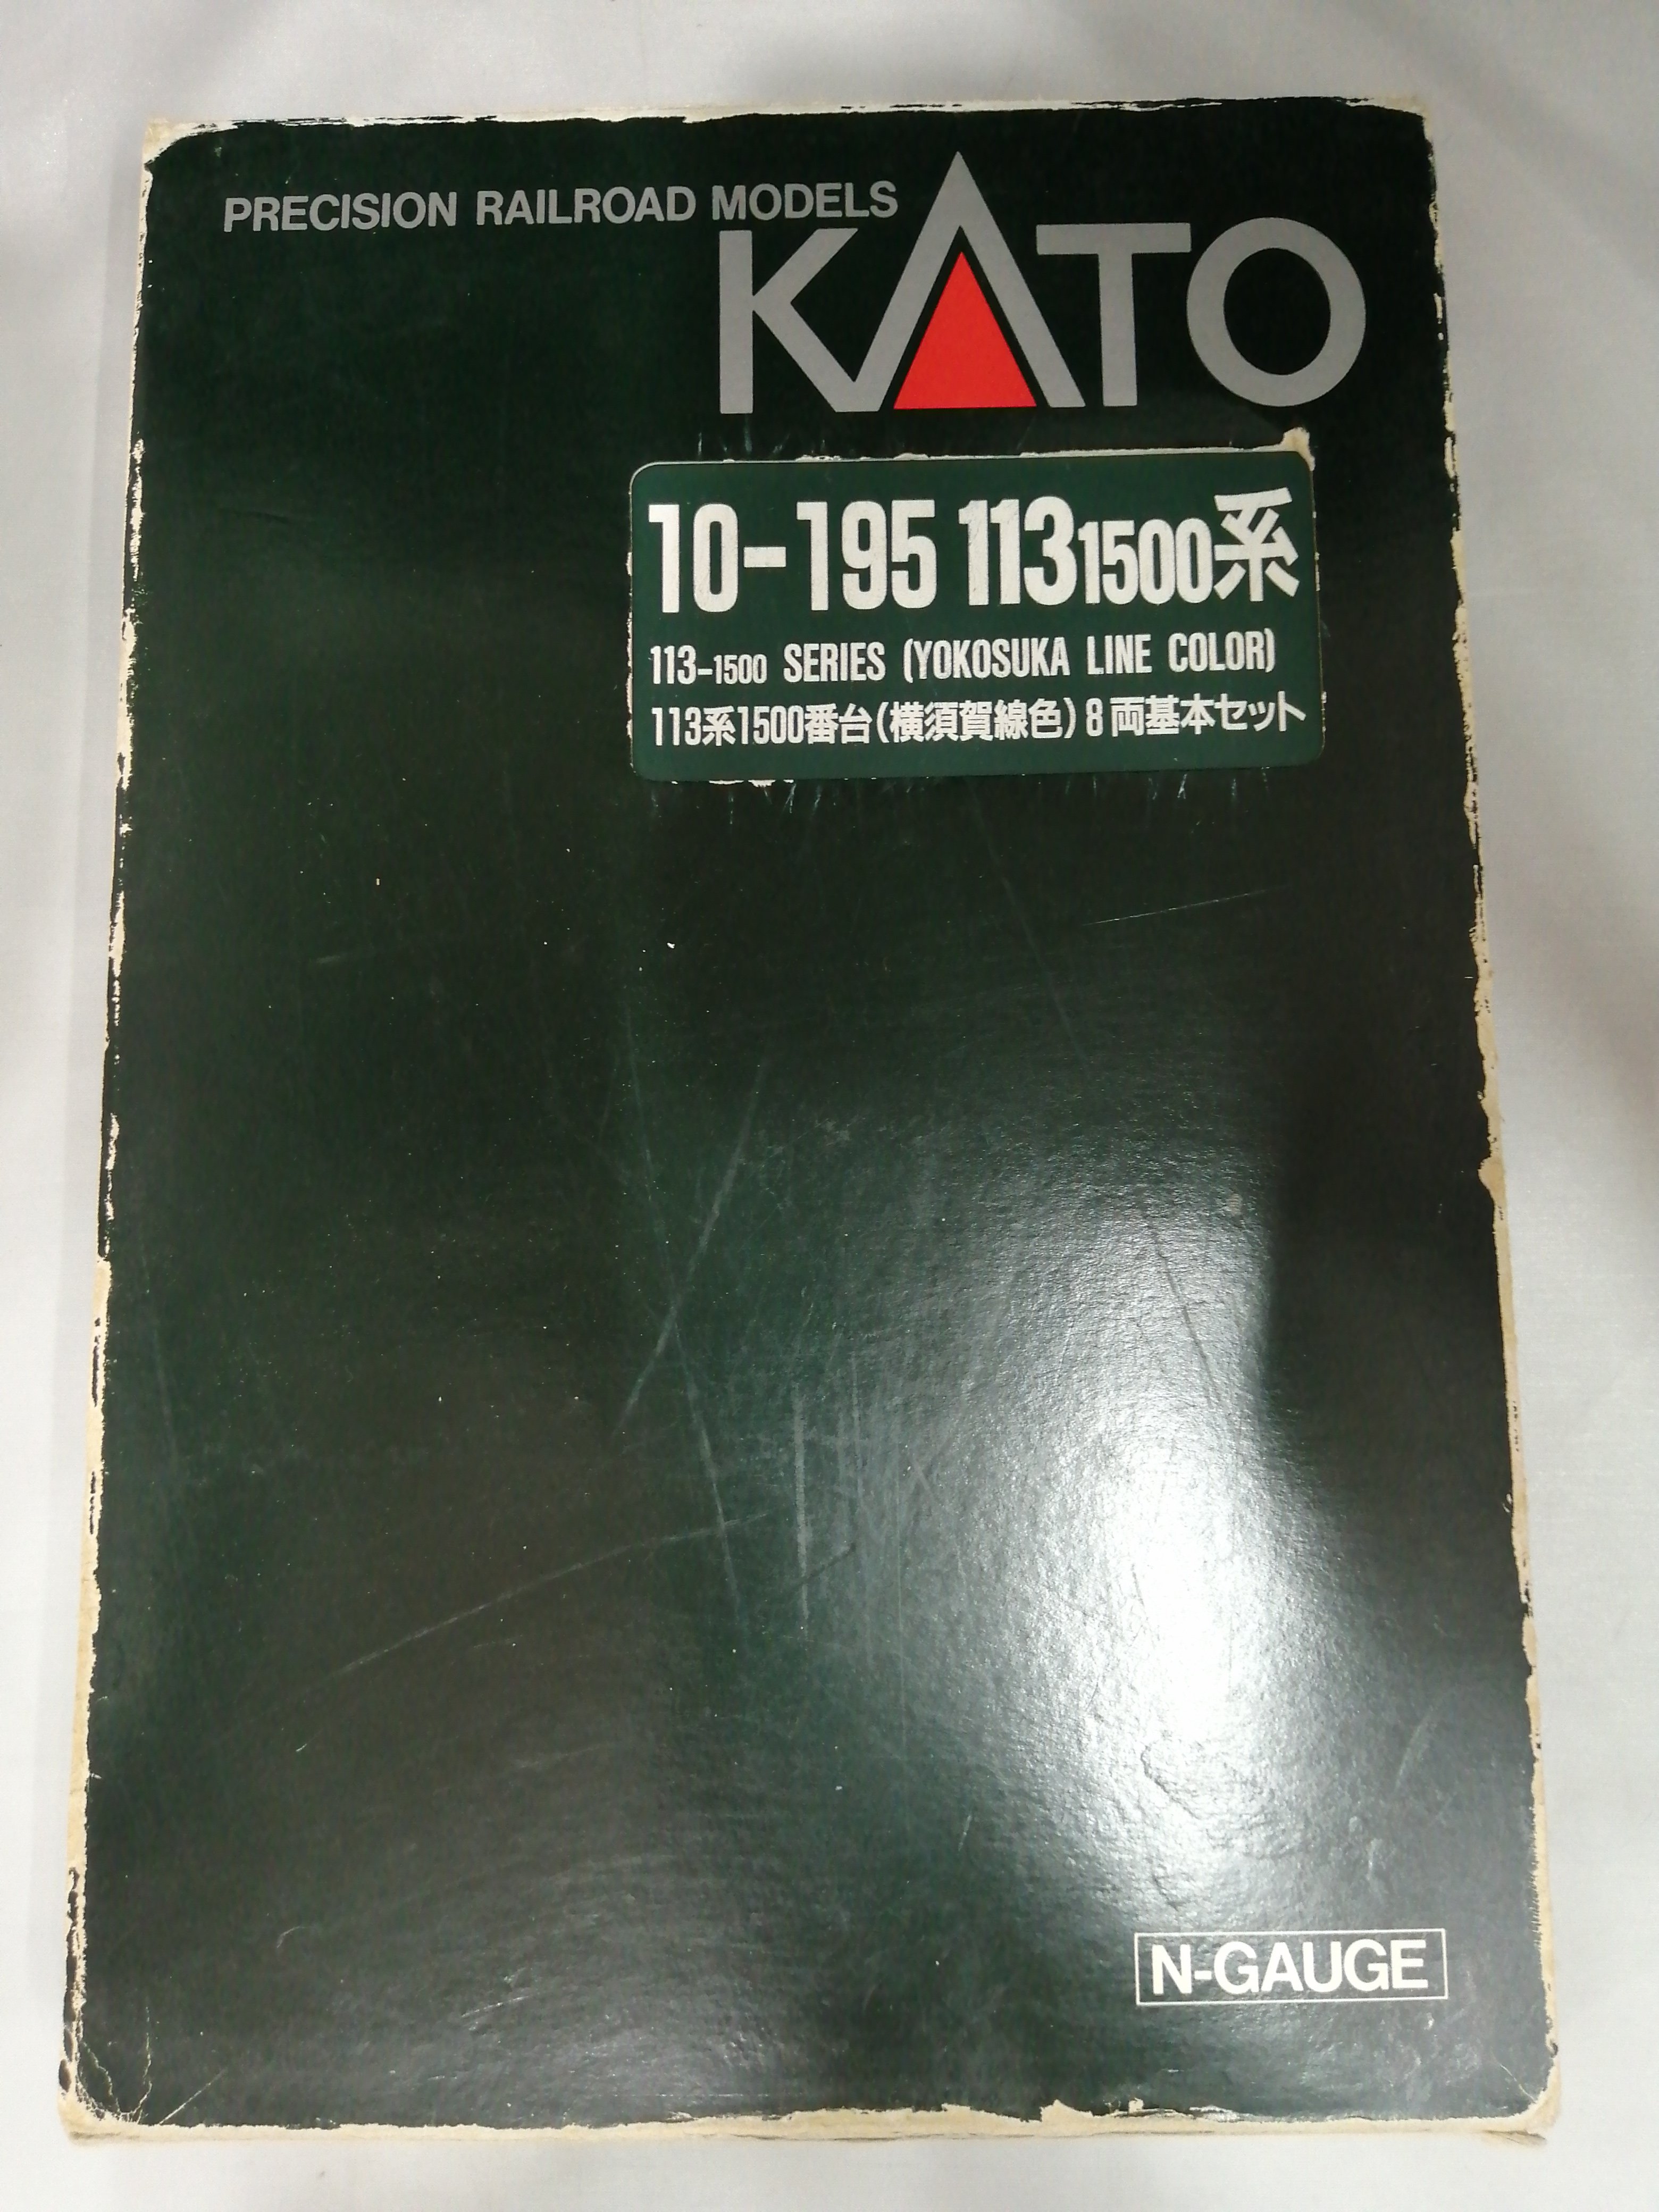 PRECISION RAILROAD MODELS
KATO
10-195 113 1500系
113-1500 SERIES (YOKOSUKA LINE COLOR)
113系1500番台(横須賀線色)8両基本セット
N-GAUGE